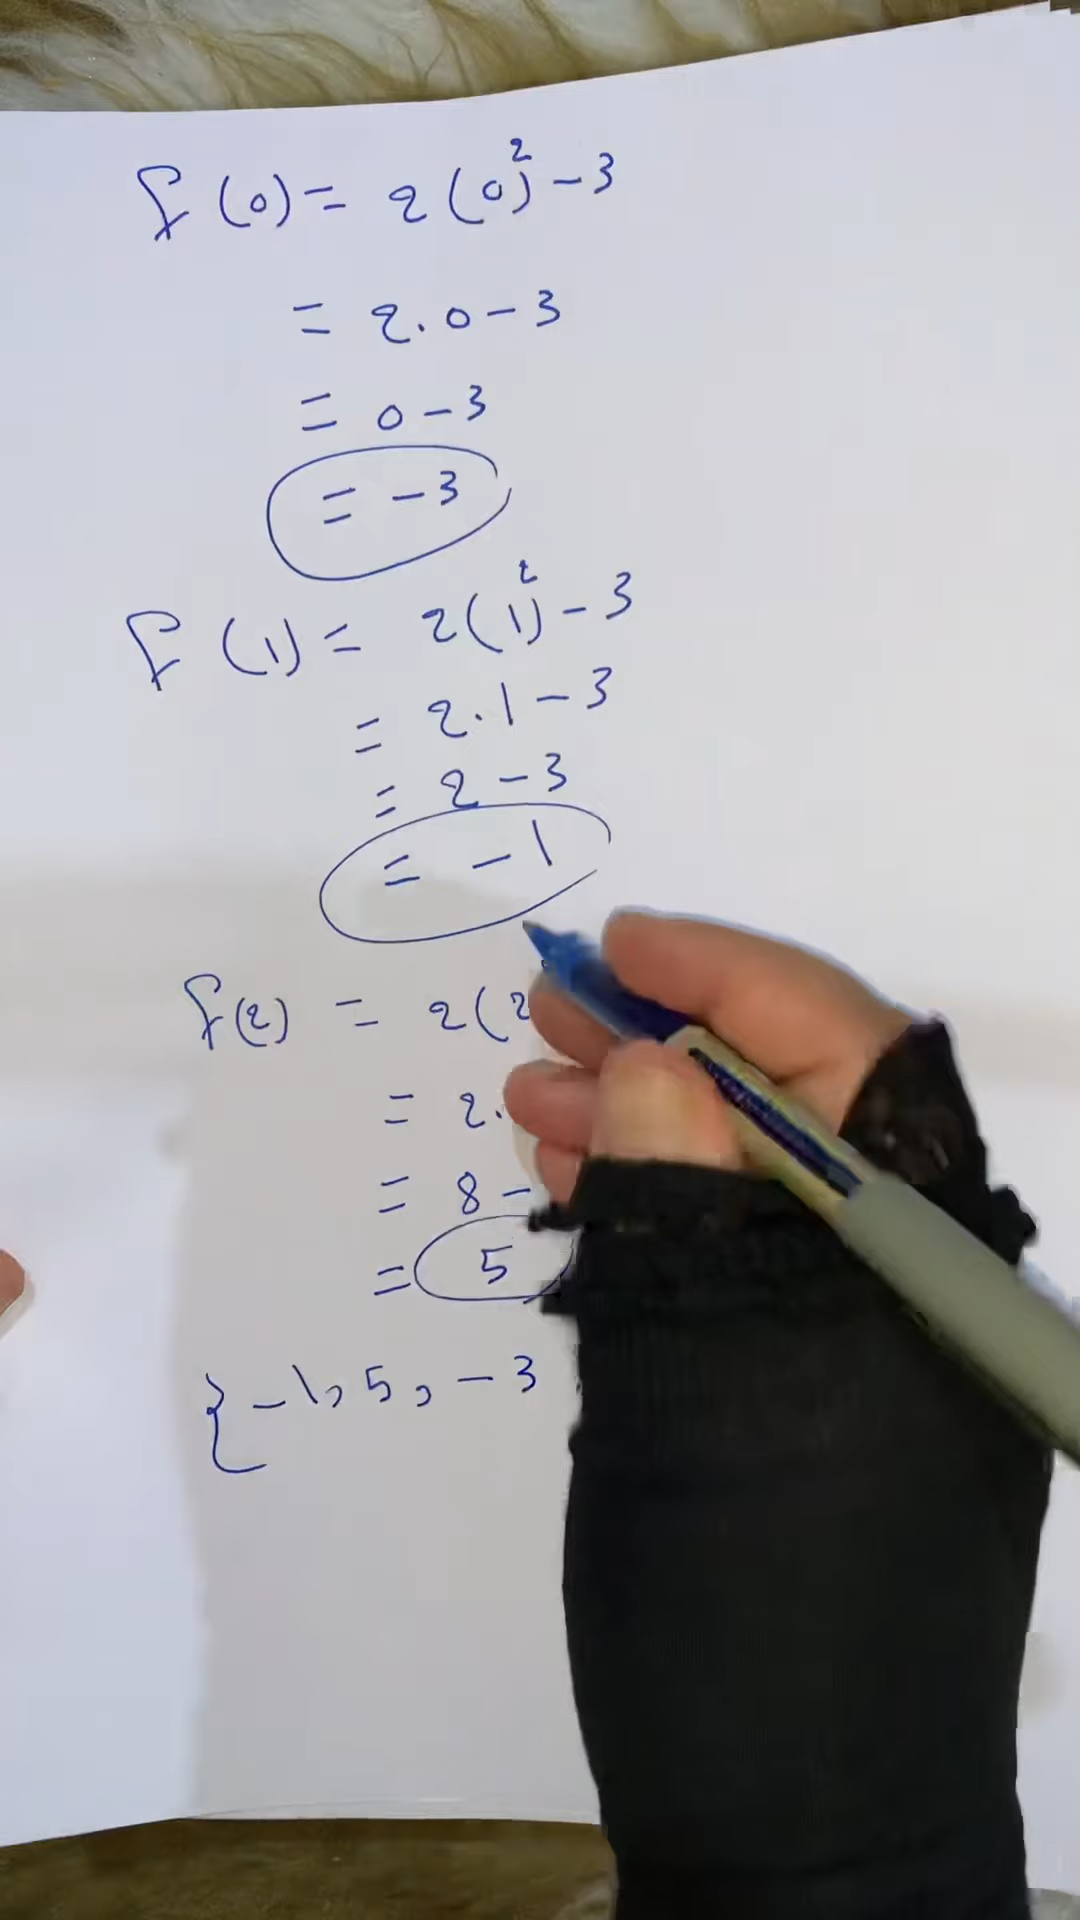 f(0) = 2(0)² - 3
= 2.0 - 3
= 0 - 3
= -3
f(1) = 2(1)² - 3
= 2.1 - 3
= 2 - 3
= -1
f(2) = 2(2
= 2.
= 8 -
= 5
{-1, 5, -3